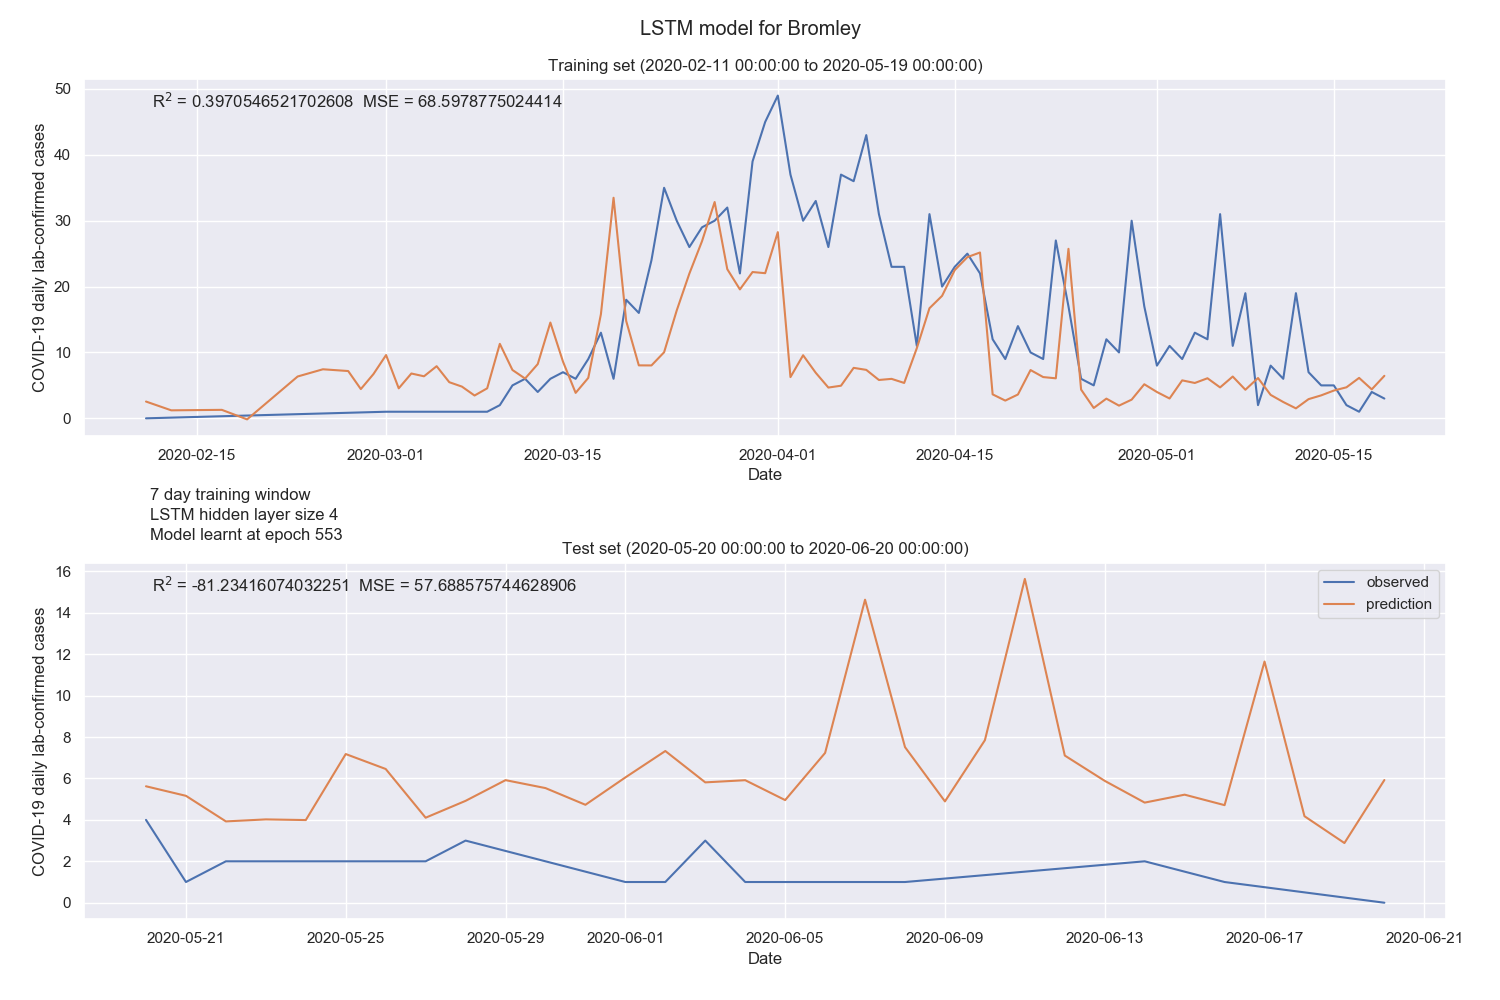 LSTM model for Bromley
Training set (2020-02-11 00:00:00 to 2020-05-19 00:00:00)
R² = 0.3970546521702608 MSE = 68.5978775024414
COVID-19 daily lab-confirmed cases
50
40
30
20
10
0
2020-02-15 2020-03-01 2020-03-15 2020-04-01 2020-04-15 2020-05-01 2020-05-15
Date
7 day training window
LSTM hidden layer size 4
Model learnt at epoch 553
Test set (2020-05-20 00:00:00 to 2020-06-20 00:00:00)
R² = -81.23416074032251 MSE = 57.688575744628906
observed
prediction
COVID-19 daily lab-confirmed cases
16
14
12
10
8
6
4
2
0
2020-05-21 2020-05-25 2020-05-29 2020-06-01 2020-06-05 2020-06-09 2020-06-13 2020-06-17 2020-06-21
Date